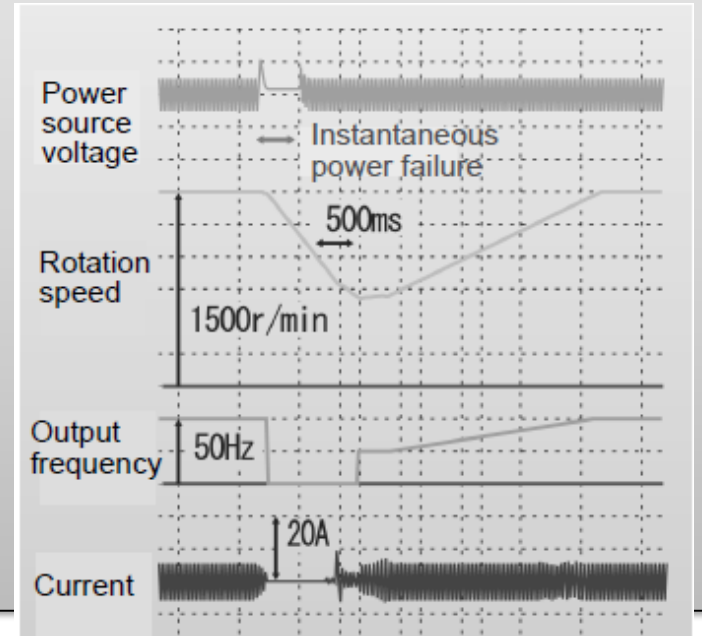 Power
source
voltage
Instantaneous
power failure
500ms
Rotation
speed
1500r/min
Output
frequency
50Hz
20A
Current